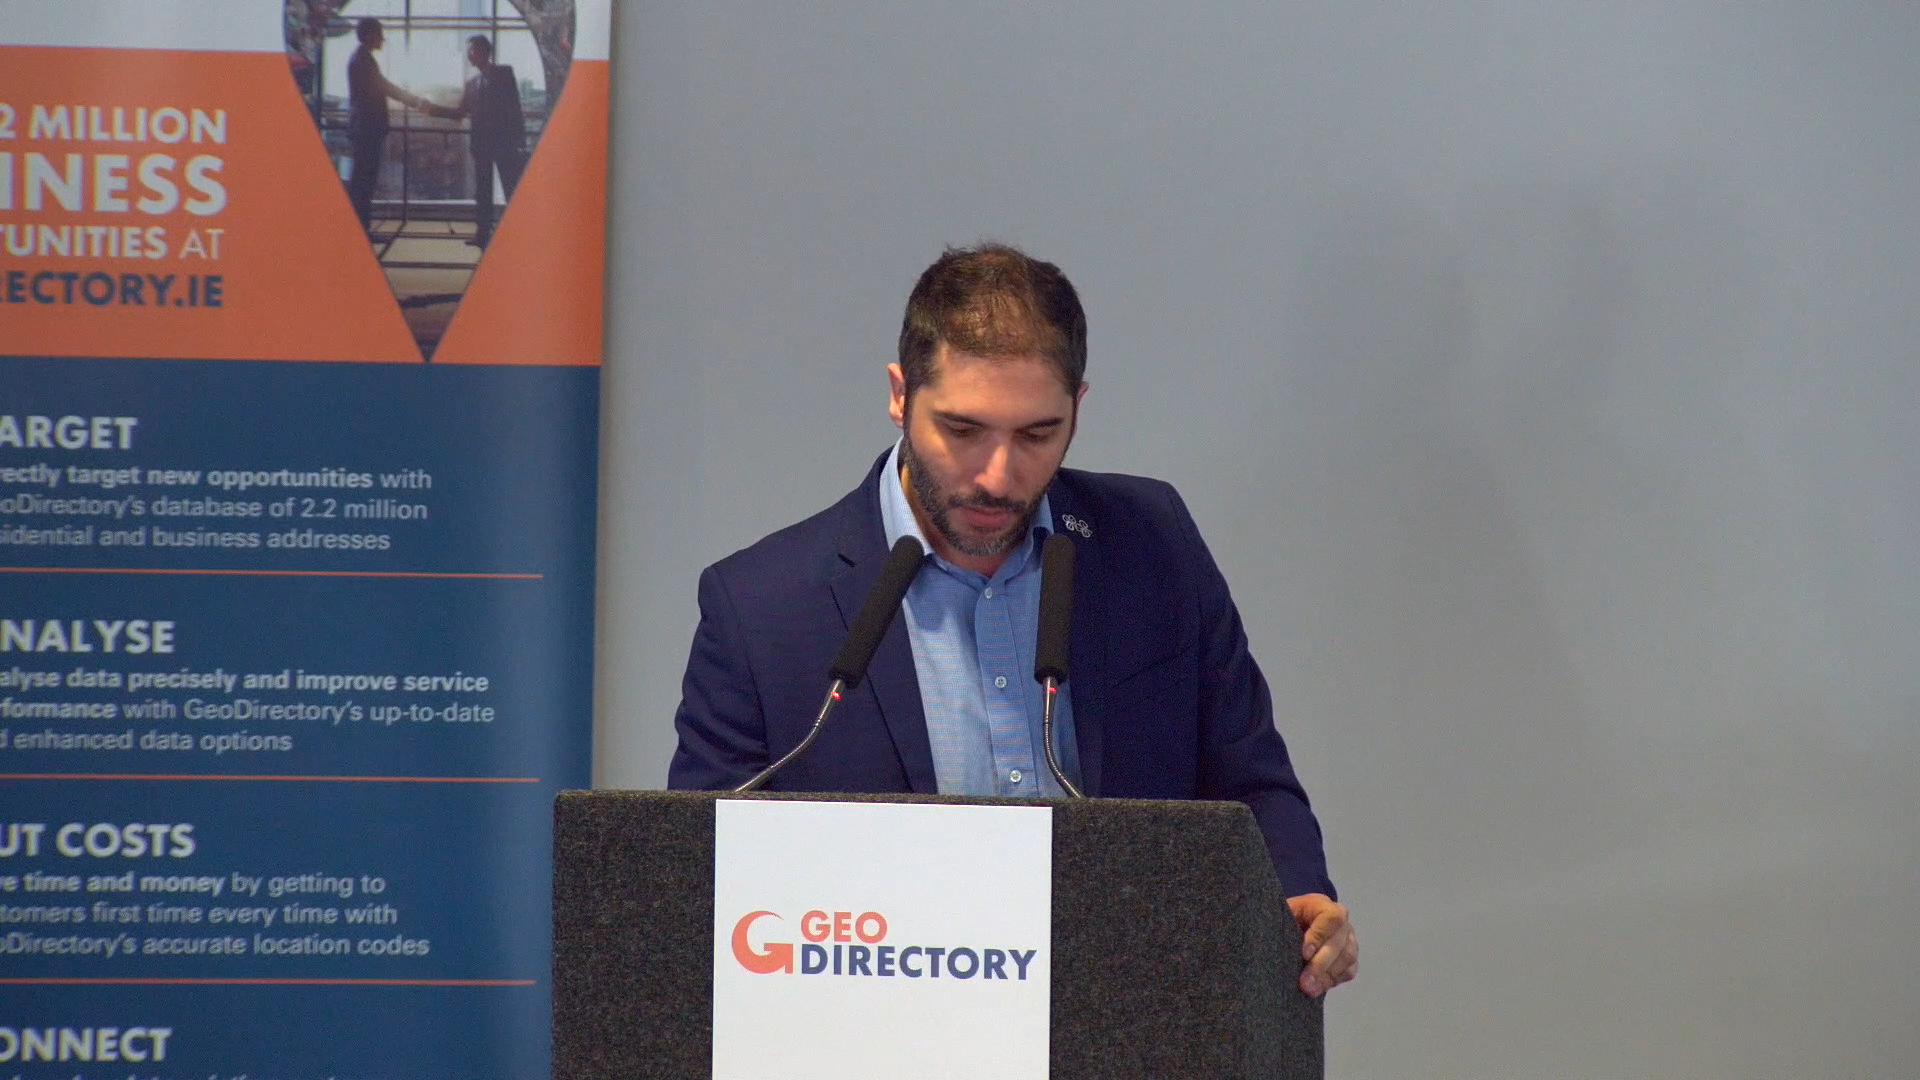 2 MILLION
INESS
TUNITIES AT
RECTORY.IE
ARGET
rectly target new opportunities with
oDirectory's database of 2.2 million
sidential and business addresses
NALYSE
alyse data precisely and improve service
formance with GeoDirectory's up-to-date
d enhanced data options
UT COSTS
e time and money by getting to
tomers first time every time with
oDirectory's accurate location codes
ONNECT
G GEO
DIRECTORY